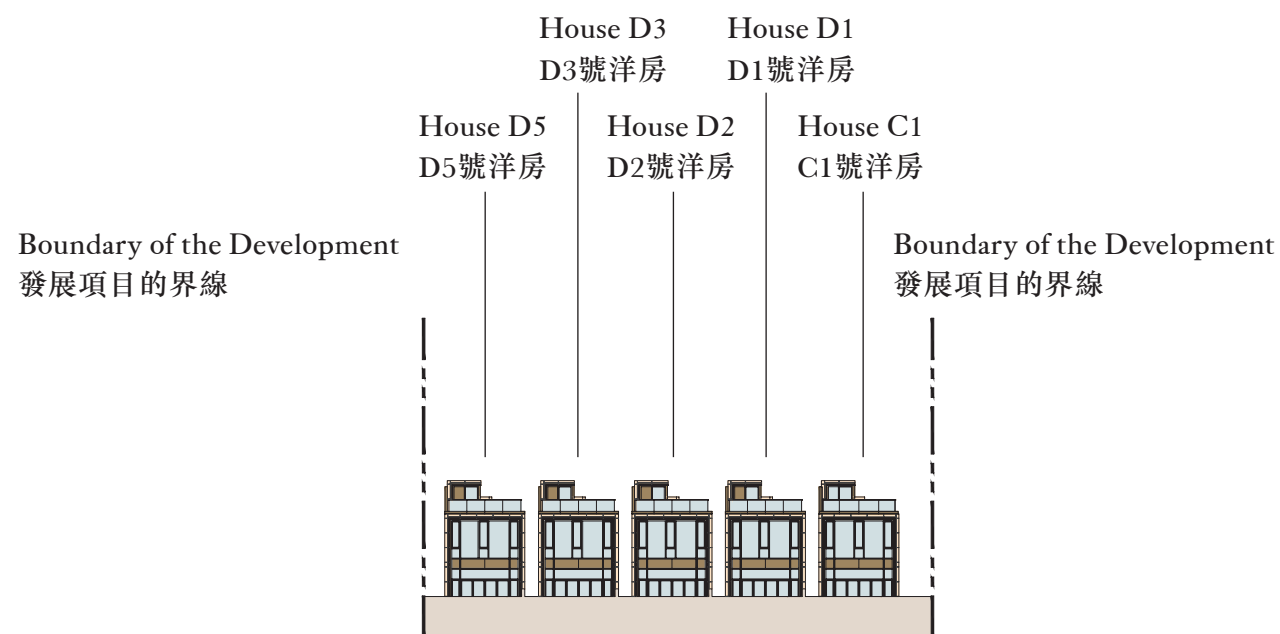 House D3
D3號洋房
House D1
D1號洋房
House D5
D5號洋房
House D2
D2號洋房
House C1
C1號洋房
Boundary of the Development
發展項目的界線
Boundary of the Development
發展項目的界線